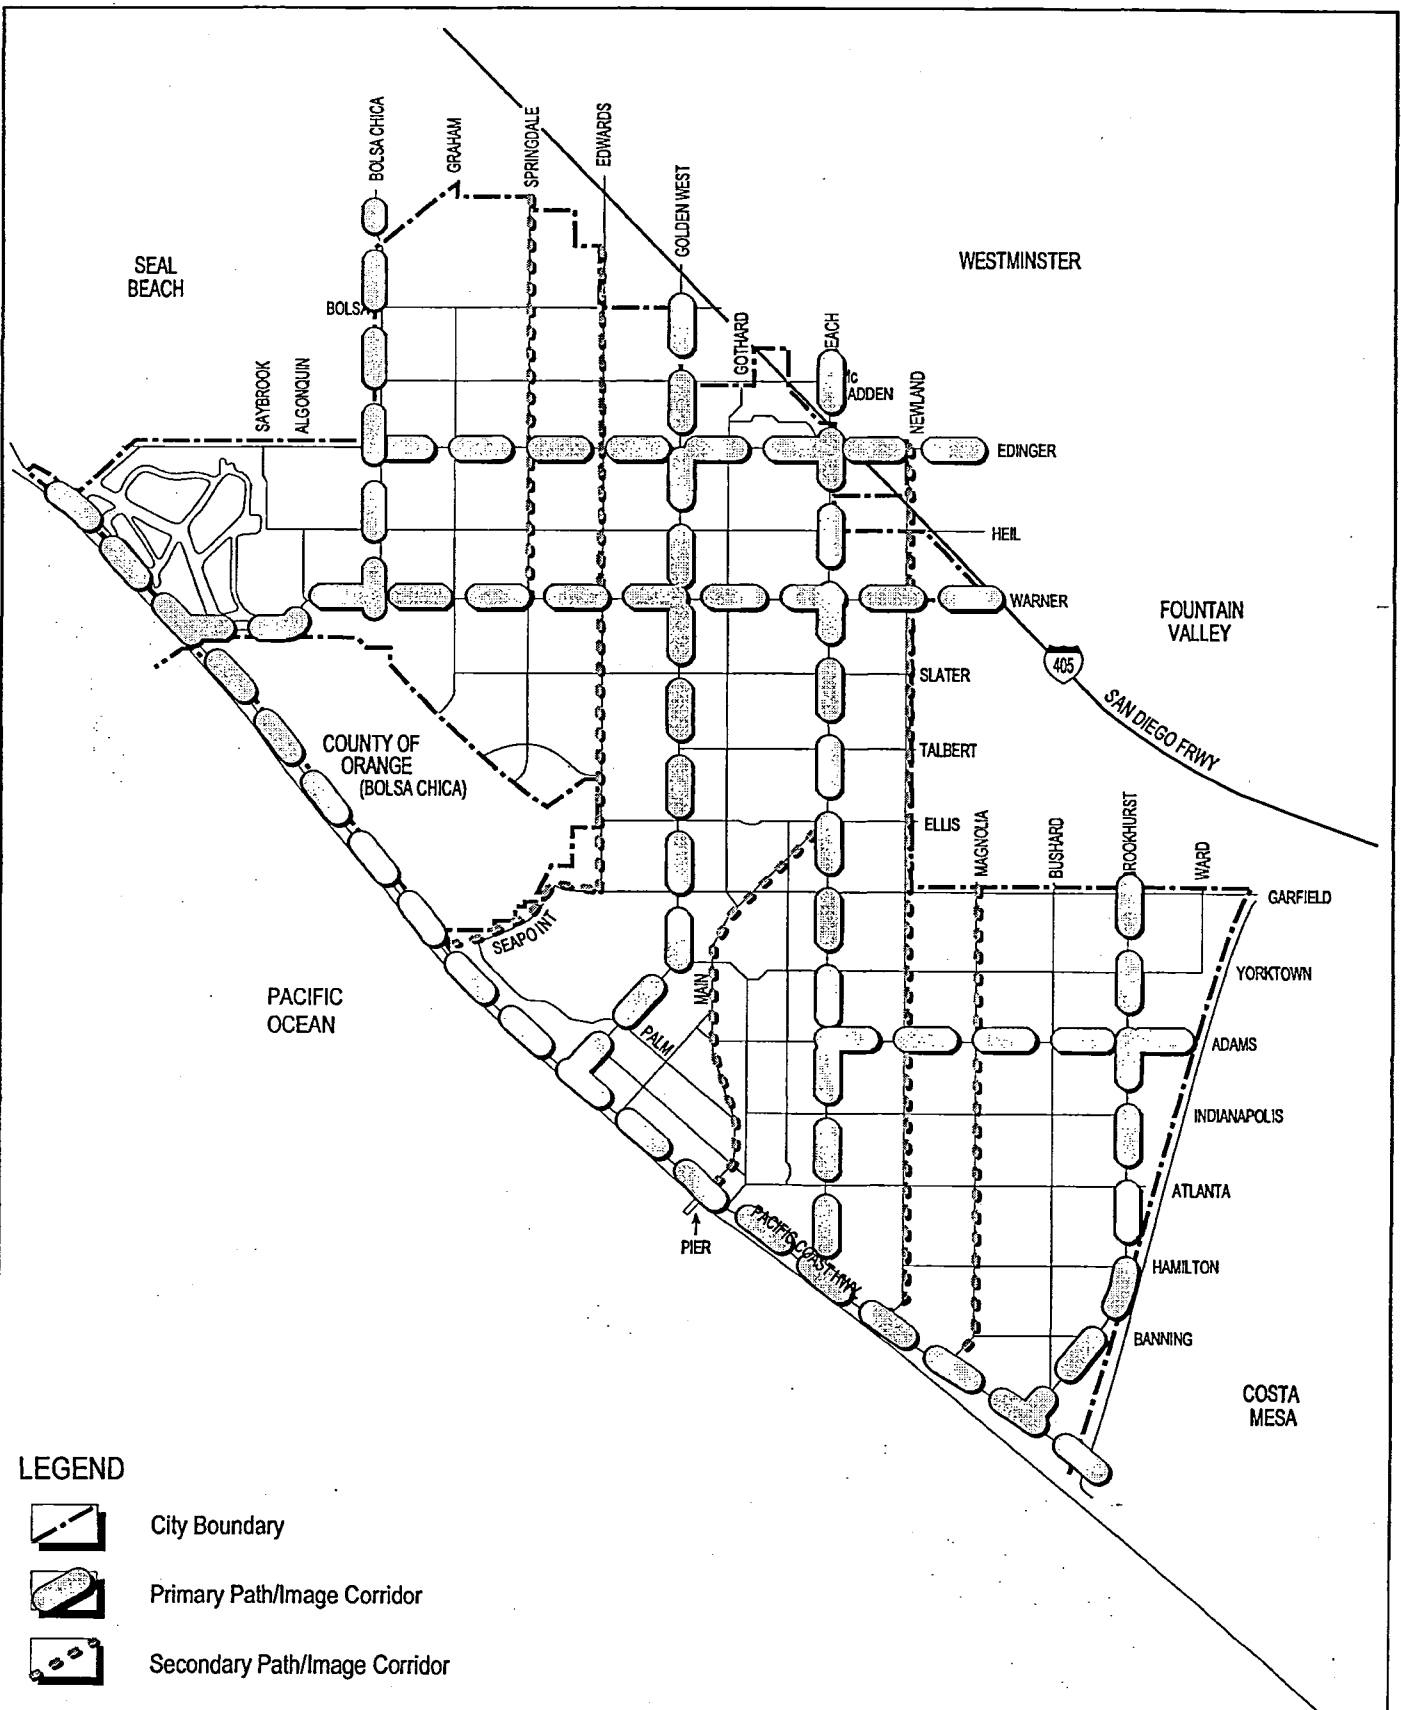 BOLSA CHICA
GRAHAM
SPRINGDALE
EDWARDS
GOLDEN WEST
SEAL
BEACH
WESTMINSTER
BOLSA
GOTHARD
EACH
SAYBROOK
ALGONQUIN
ADDEN
NEWLAND
EDINGER
HEIL
WARNER
FOUNTAIN
VALLEY
405
SLATER
SAN DIEGO FRWY
COUNTY OF
ORANGE
(BOLSA CHICA)
TALBERT
ELLIS
MAGNOLIA
BUSHARD
ROOKHURST
WARD
GARFIELD
SEAPOINT
YORKTOWN
PACIFIC
OCEAN
MAIN
PALM
ADAMS
INDIANAPOLIS
ATLANTA
PACIFIC COAST HWY
PIER
HAMILTON
BANNING
COSTA
MESA
LEGEND
City Boundary
Primary Path/Image Corridor
Secondary Path/Image Corridor